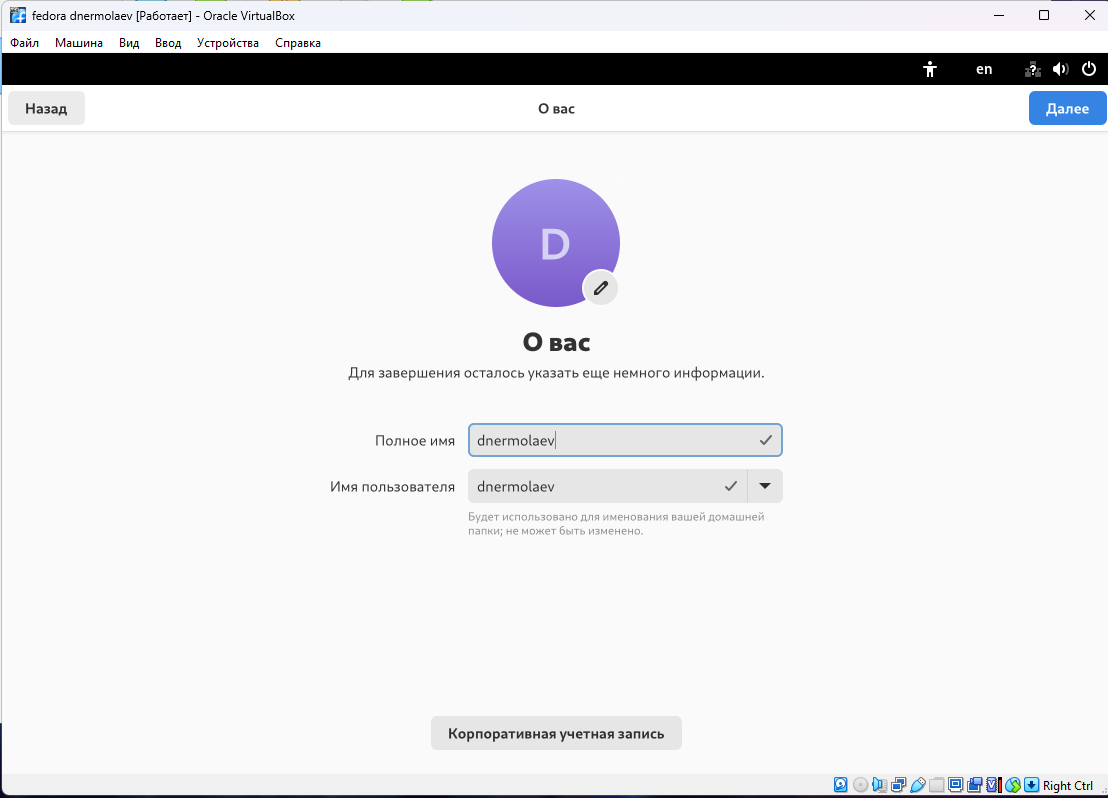 fedora dnermolaev [Работает] - Oracle VirtualBox
Файл Машина Вид Ввод Устройства Справка
en
Назад О вас Далее
D
О вас
Для завершения осталось указать еще немного информации.
Полное имя dnermolaev
Имя пользователя dnermolaev
Будет использовано для именования вашей домашней
папки; не может быть изменено.
Корпоративная учетная запись
Right Ctrl